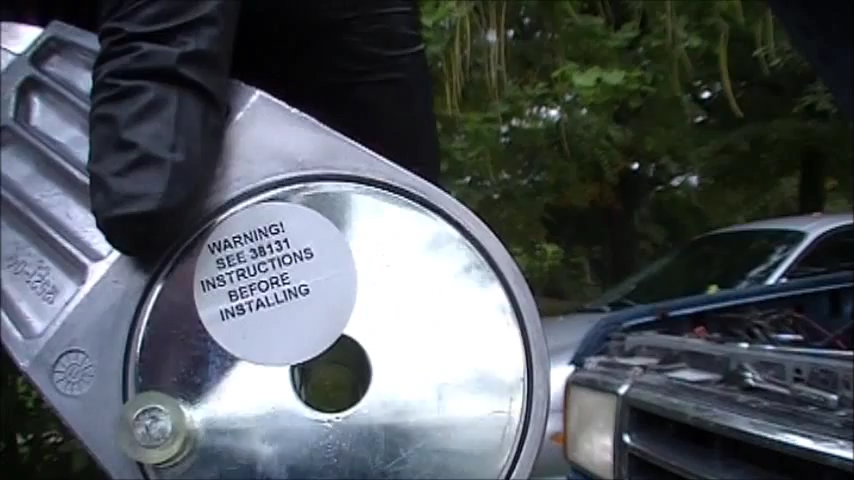 WARNING!
SEE 38131
INSTRUCTIONS
BEFORE
INSTALLING